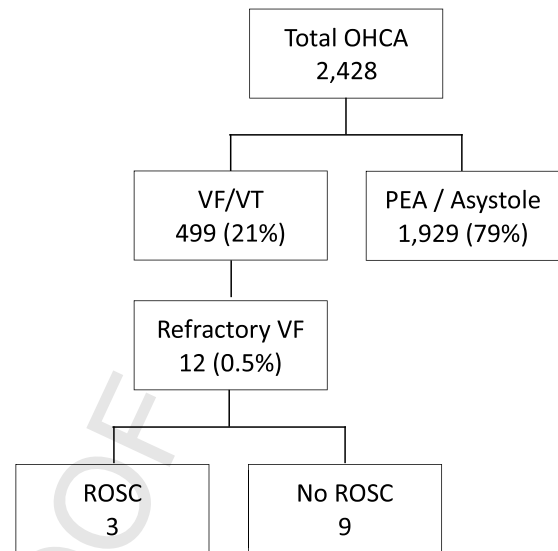 Total OHCA
2,428
VF/VT
499 (21%)
PEA / Asystole
1,929 (79%)
Refractory VF
12 (0.5%)
ROSC
3
No ROSC
9
OOF